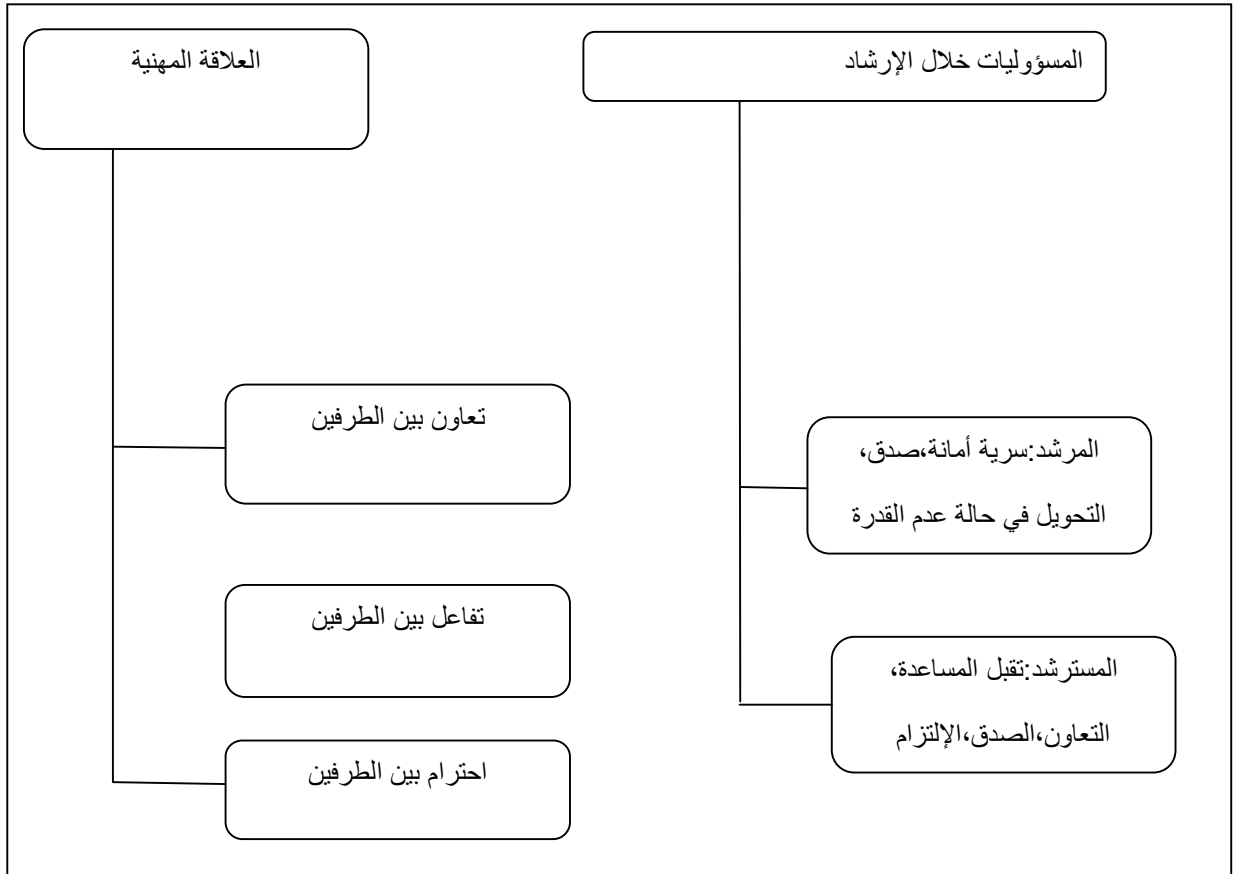 المسؤوليات خلال الإرشاد
المرشد:سرية أمانة،صدق،
التحويل في حالة عدم القدرة
المسترشد:تقبل المساعدة،
التعاون،الصدق،الإلتزام
العلاقة المهنية
تعاون بين الطرفين
تفاعل بين الطرفين
احترام بين الطرفين